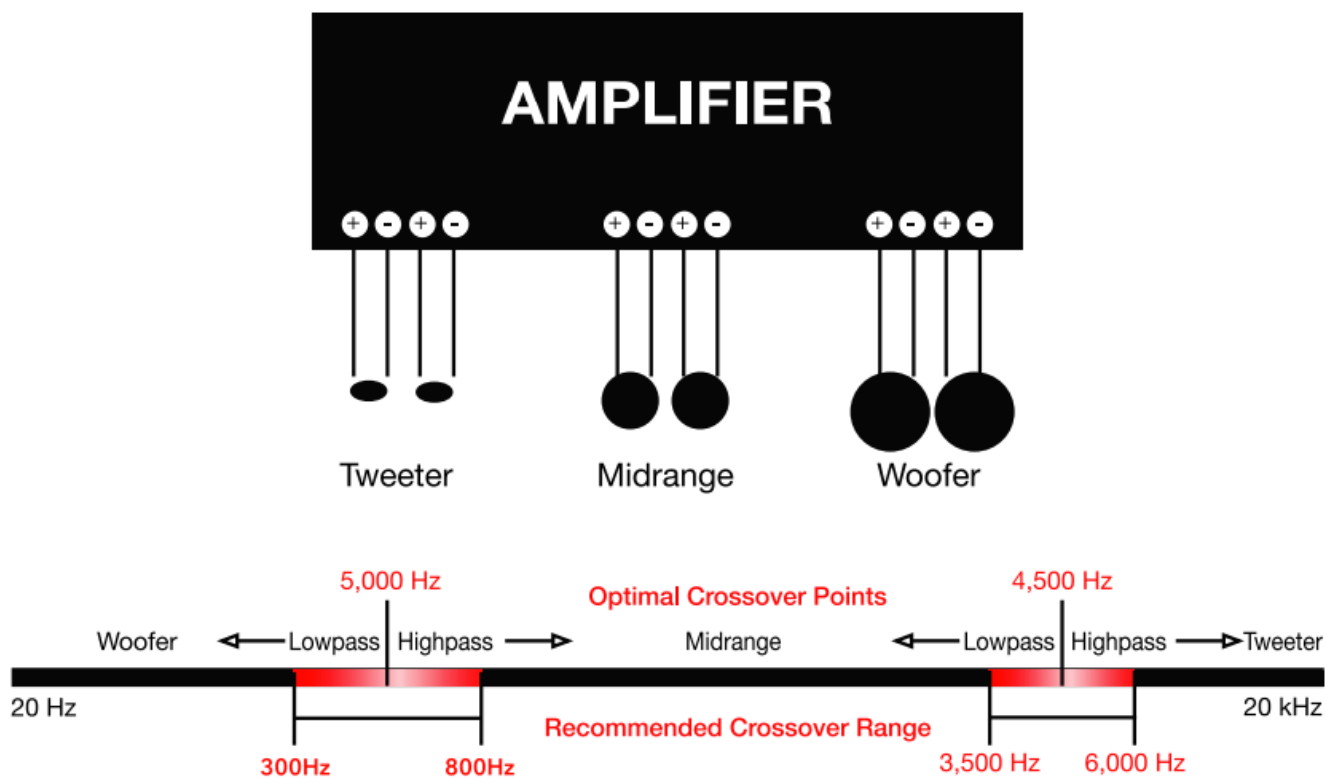 AMPLIFIER
+ - + - + - + - + - + -
Tweeter Midrange Woofer
5,000 Hz Optimal Crossover Points 4,500 Hz
Woofer Lowpass Highpass Midrange Lowpass Highpass Tweeter
20 Hz 20 kHz
Recommended Crossover Range
300Hz 800Hz 3,500 Hz 6,000 Hz